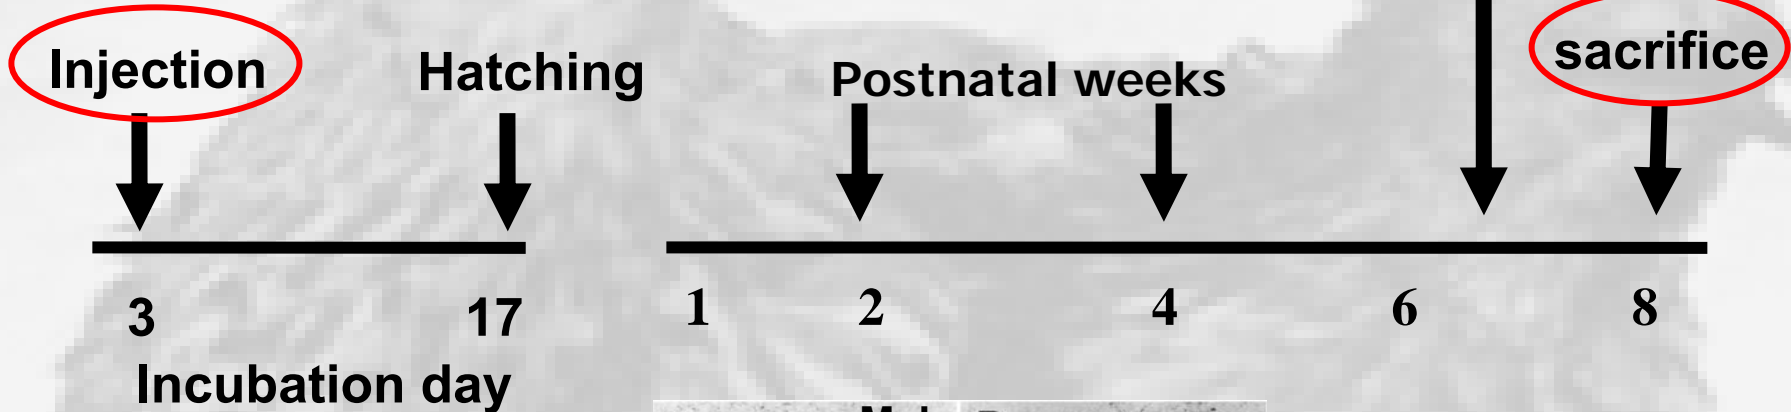 Injection
Hatching
Postnatal weeks
sacrifice
3
17
1
2
4
6
8
Incubation day